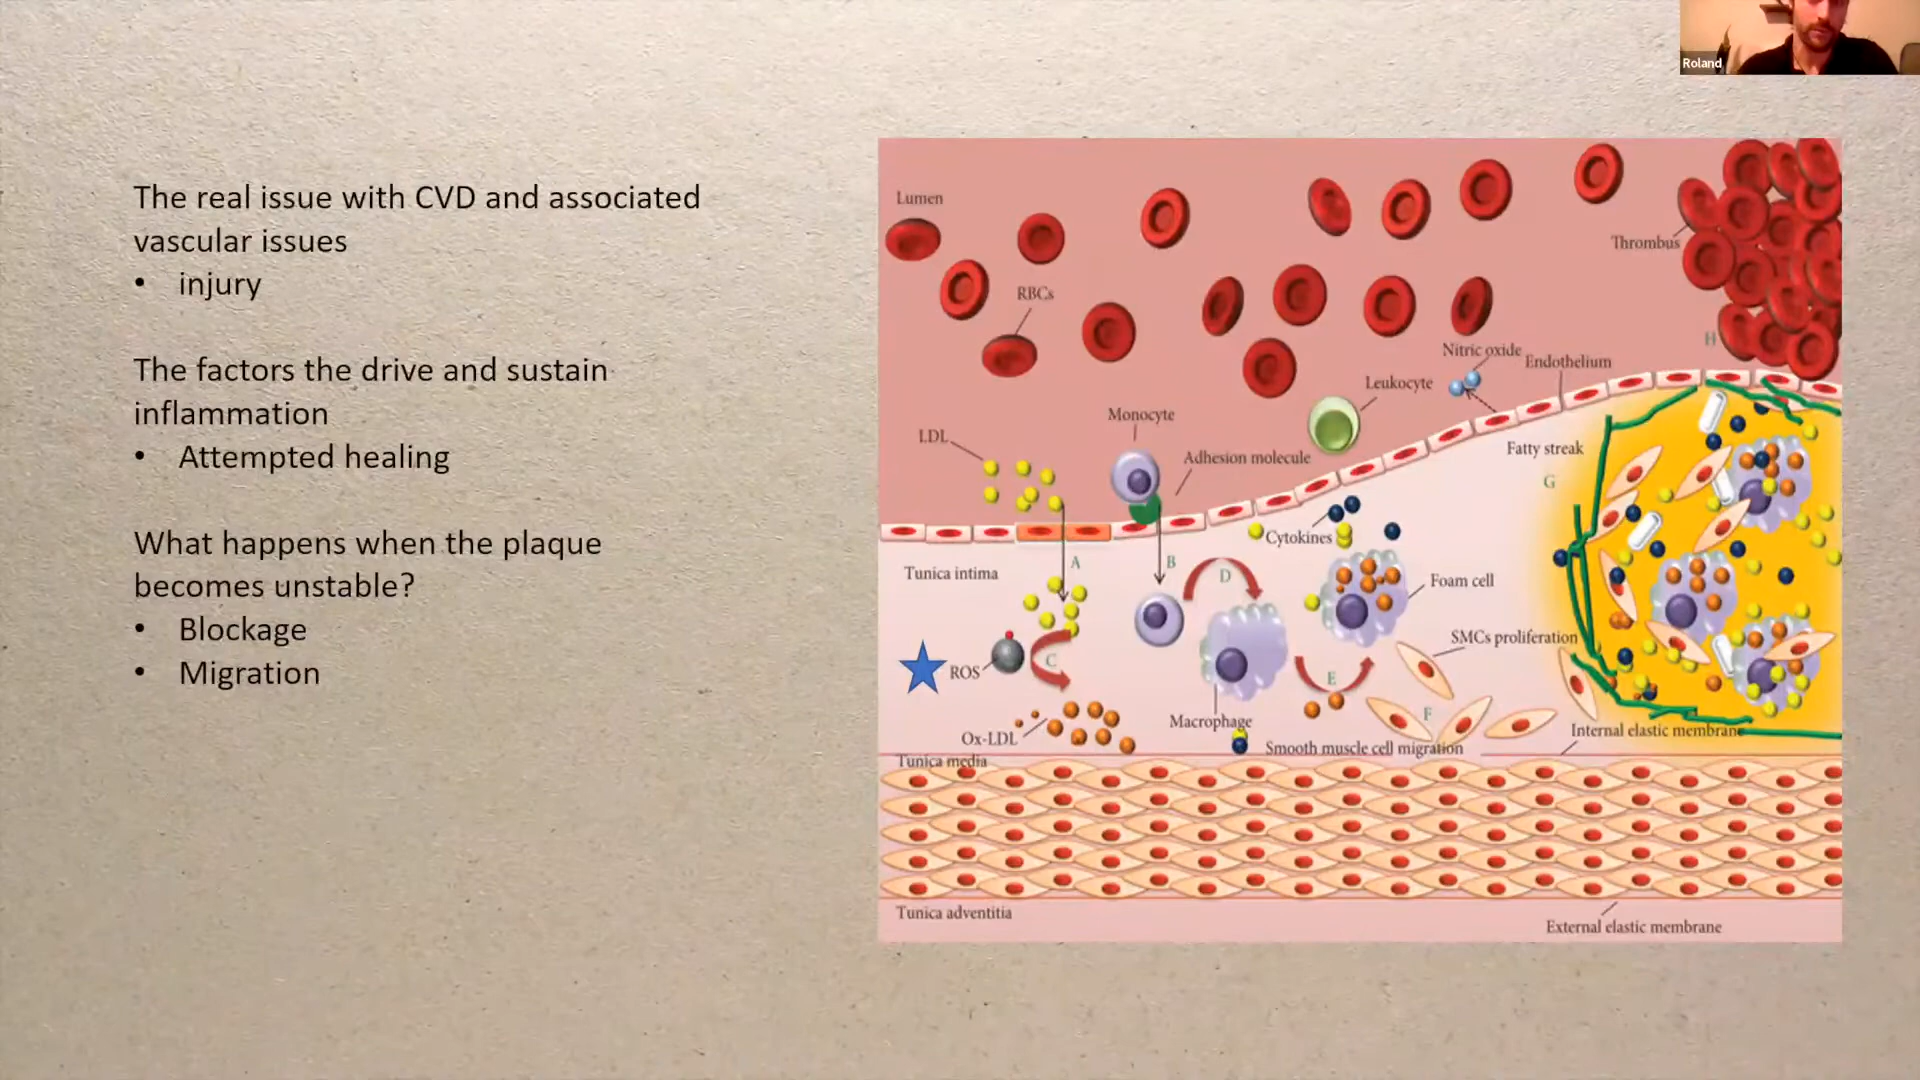 Roland
The real issue with CVD and associated
vascular issues
• injury
The factors the drive and sustain
inflammation
• Attempted healing
What happens when the plaque
becomes unstable?
• Blockage
• Migration
Lumen
Thrombus
RBCs
H
Nitric oxide
Endothelium
Leukocyte
Monocyte
LDL
Adhesion molecule
Fatty streak
G
Cytokines
A
B
Tunica intima
D
Foam cell
SMCs proliferation
C
ROS
E
F
Macrophage
Ox-LDL
Internal elastic membrane
Smooth muscle cell migration
Tunica media
Tunica adventitia
External elastic membrane